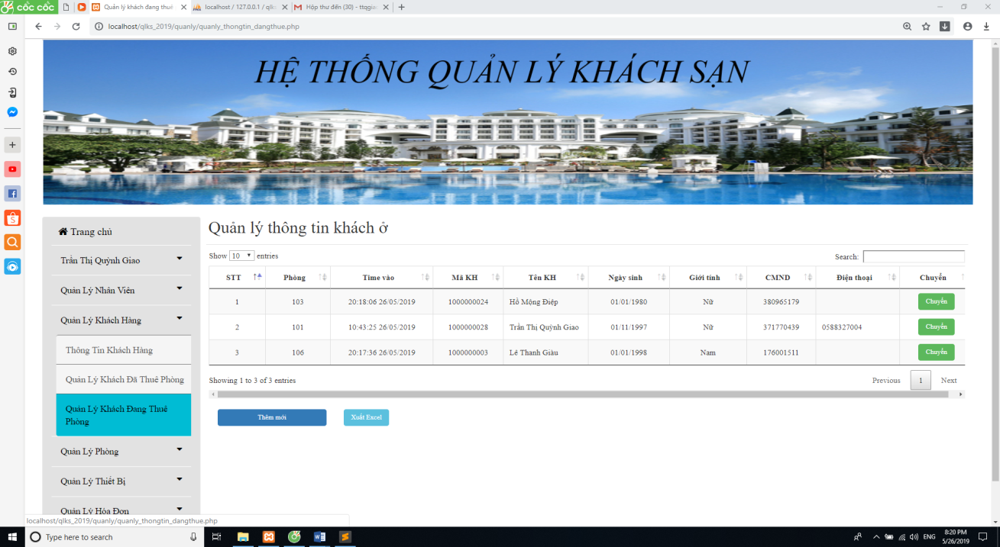 cốc cốc
Quản lý khách đang thuê
localhost / 127.0.0.1 / qlks
Hộp thư đến (30) - ttqgiao
localhost/qlks_2019/quanly/quanly_thongtin_dangthue.php
HỆ THỐNG QUẢN LÝ KHÁCH SẠN
Trang chủ
Trần Thị Quỳnh Giao
Quản Lý Nhân Viên
Quản Lý Khách Hàng
Thông Tin Khách Hàng
Quản Lý Khách Đã Thuê Phòng
Quản Lý Khách Đang Thuê
Phòng
Quản Lý Phòng
Quản Lý Thiết Bị
Quản Lý Hóa Đơn
Quản lý thông tin khách ở
Show 10 entries
Search:
STT Phòng Time vào Mã KH Tên KH Ngày sinh Giới tính CMND Điện thoại Chuyển
1 103 20:18:06 26/05/2019 1000000024 Hồ Mộng Điệp 01/01/1980 Nữ 380965179 Chuyển
2 101 10:43:25 26/05/2019 1000000028 Trần Thị Quỳnh Giao 01/11/1997 Nữ 371770439 0588327004 Chuyển
3 106 20:17:36 26/05/2019 1000000003 Lê Thanh Giàu 01/01/1998 Nam 176001511 Chuyển
Showing 1 to 3 of 3 entries
Previous 1 Next
Thêm mới Xuất Excel
localhost/qlks_2019/quanly/quanly_thongtin_dangthue.php
Type here to search
ENG
8:20 PM
5/26/2019